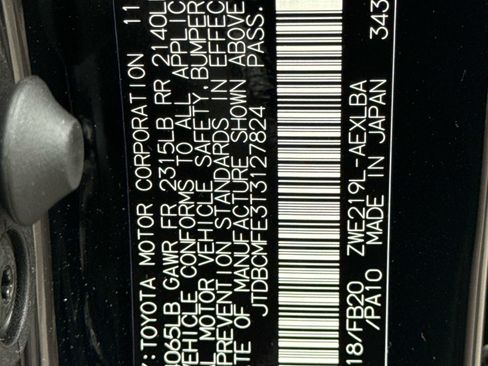 : TOYOTA MOTOR CORPORATION 11
4065LB GAWR FR 2315LB RR 2140L
VEHICLE CONFORMS TO ALL APPLIC
MOTOR VEHICLE SAFETY, BUMPER
PREVENTION STANDARDS IN EFFEC
OF MANUFACTURE SHOWN ABOVE
JTDBCMFE3T3127824 PASS.
18/FB20 ZWE219L-AEXLBA
/PA10 MADE IN JAPAN 343